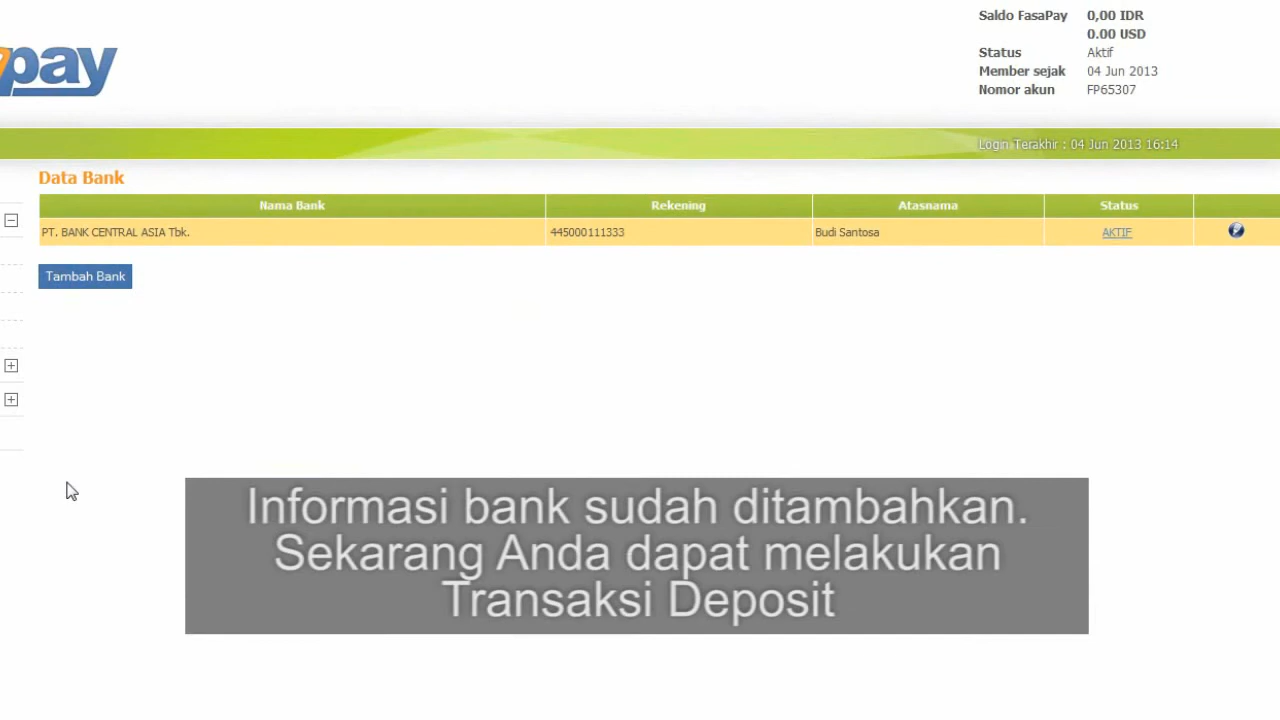 pay
Saldo FasaPay 0,00 IDR
0.00 USD
Status Aktif
Member sejak 04 Jun 2013
Nomor akun FP65307
Login Terakhir : 04 Jun 2013 16:14
Data Bank
Nama Bank Rekening Atasnama Status
PT. BANK CENTRAL ASIA Tbk. 445000111333 Budi Santosa AKTIF
Tambah Bank
Informasi bank sudah ditambahkan.
Sekarang Anda dapat melakukan
Transaksi Deposit